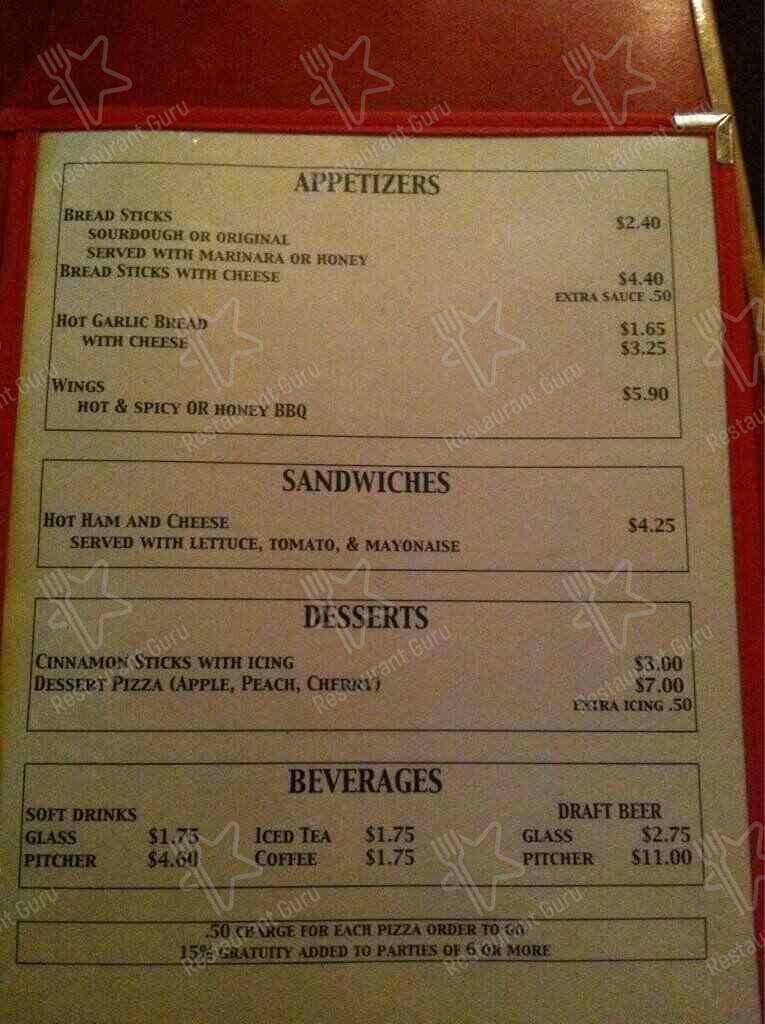 APPETIZERS
BREAD STICKS $2.40
SOURDOUGH OR ORIGINAL
SERVED WITH MARINARA OR HONEY
BREAD STICKS WITH CHEESE $4.40
EXTRA SAUCE .50
HOT GARLIC BREAD $1.65
WITH CHEESE $3.25
WINGS $5.90
HOT & SPICY OR HONEY BBQ
SANDWICHES
HOT HAM AND CHEESE $4.25
SERVED WITH LETTUCE, TOMATO, & MAYONAISE
DESSERTS
CINNAMON STICKS WITH ICING $3.00
DESSERT PIZZA (APPLE, PEACH, CHERRY) $7.00
EXTRA ICING .50
BEVERAGES
SOFT DRINKS DRAFT BEER
GLASS $1.75 ICED TEA $1.75 GLASS $2.75
PITCHER $4.60 COFFEE $1.75 PITCHER $11.00
.50 CHARGE FOR EACH PIZZA ORDER TO GO
15% GRATUITY ADDED TO PARTIES OF 6 OR MORE
Restaurant Guru